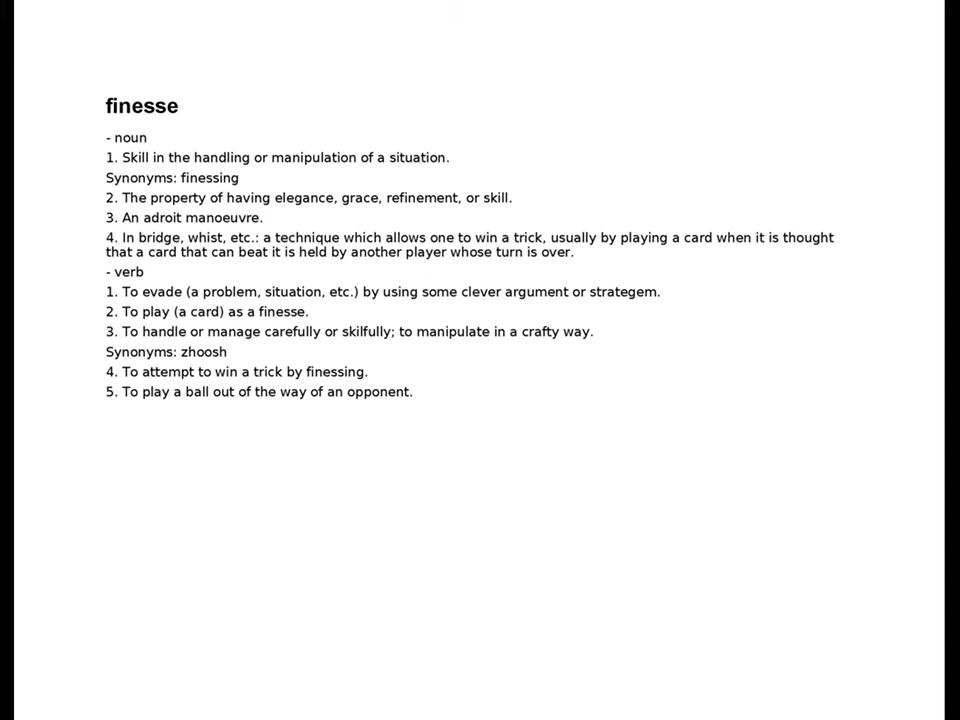 finesse
- noun
1. Skill in the handling or manipulation of a situation.
Synonyms: finessing
2. The property of having elegance, grace, refinement, or skill.
3. An adroit manoeuvre.
4. In bridge, whist, etc.: a technique which allows one to win a trick, usually by playing a card when it is thought
that a card that can beat it is held by another player whose turn is over.
- verb
1. To evade (a problem, situation, etc.) by using some clever argument or strategem.
2. To play (a card) as a finesse.
3. To handle or manage carefully or skilfully; to manipulate in a crafty way.
Synonyms: zhoosh
4. To attempt to win a trick by finessing.
5. To play a ball out of the way of an opponent.